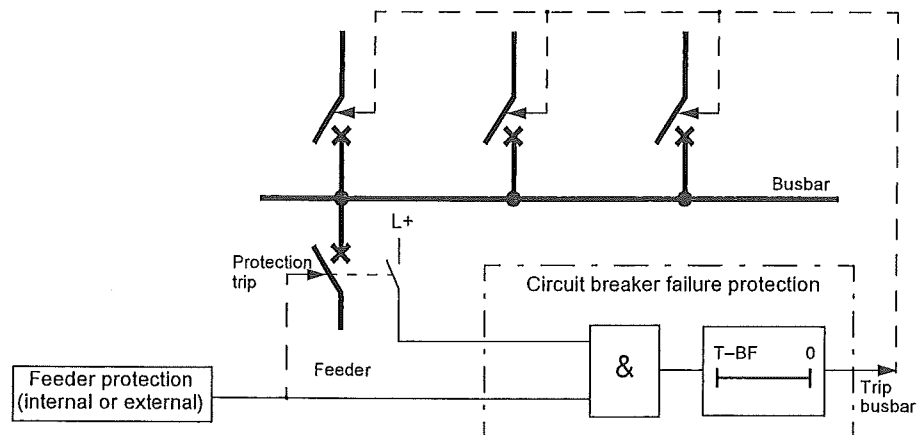 Busbar
L+
Protection
trip
Circuit breaker failure protection
&
T–BF 0
Feeder
Feeder protection
(internal or external)
Trip
busbar